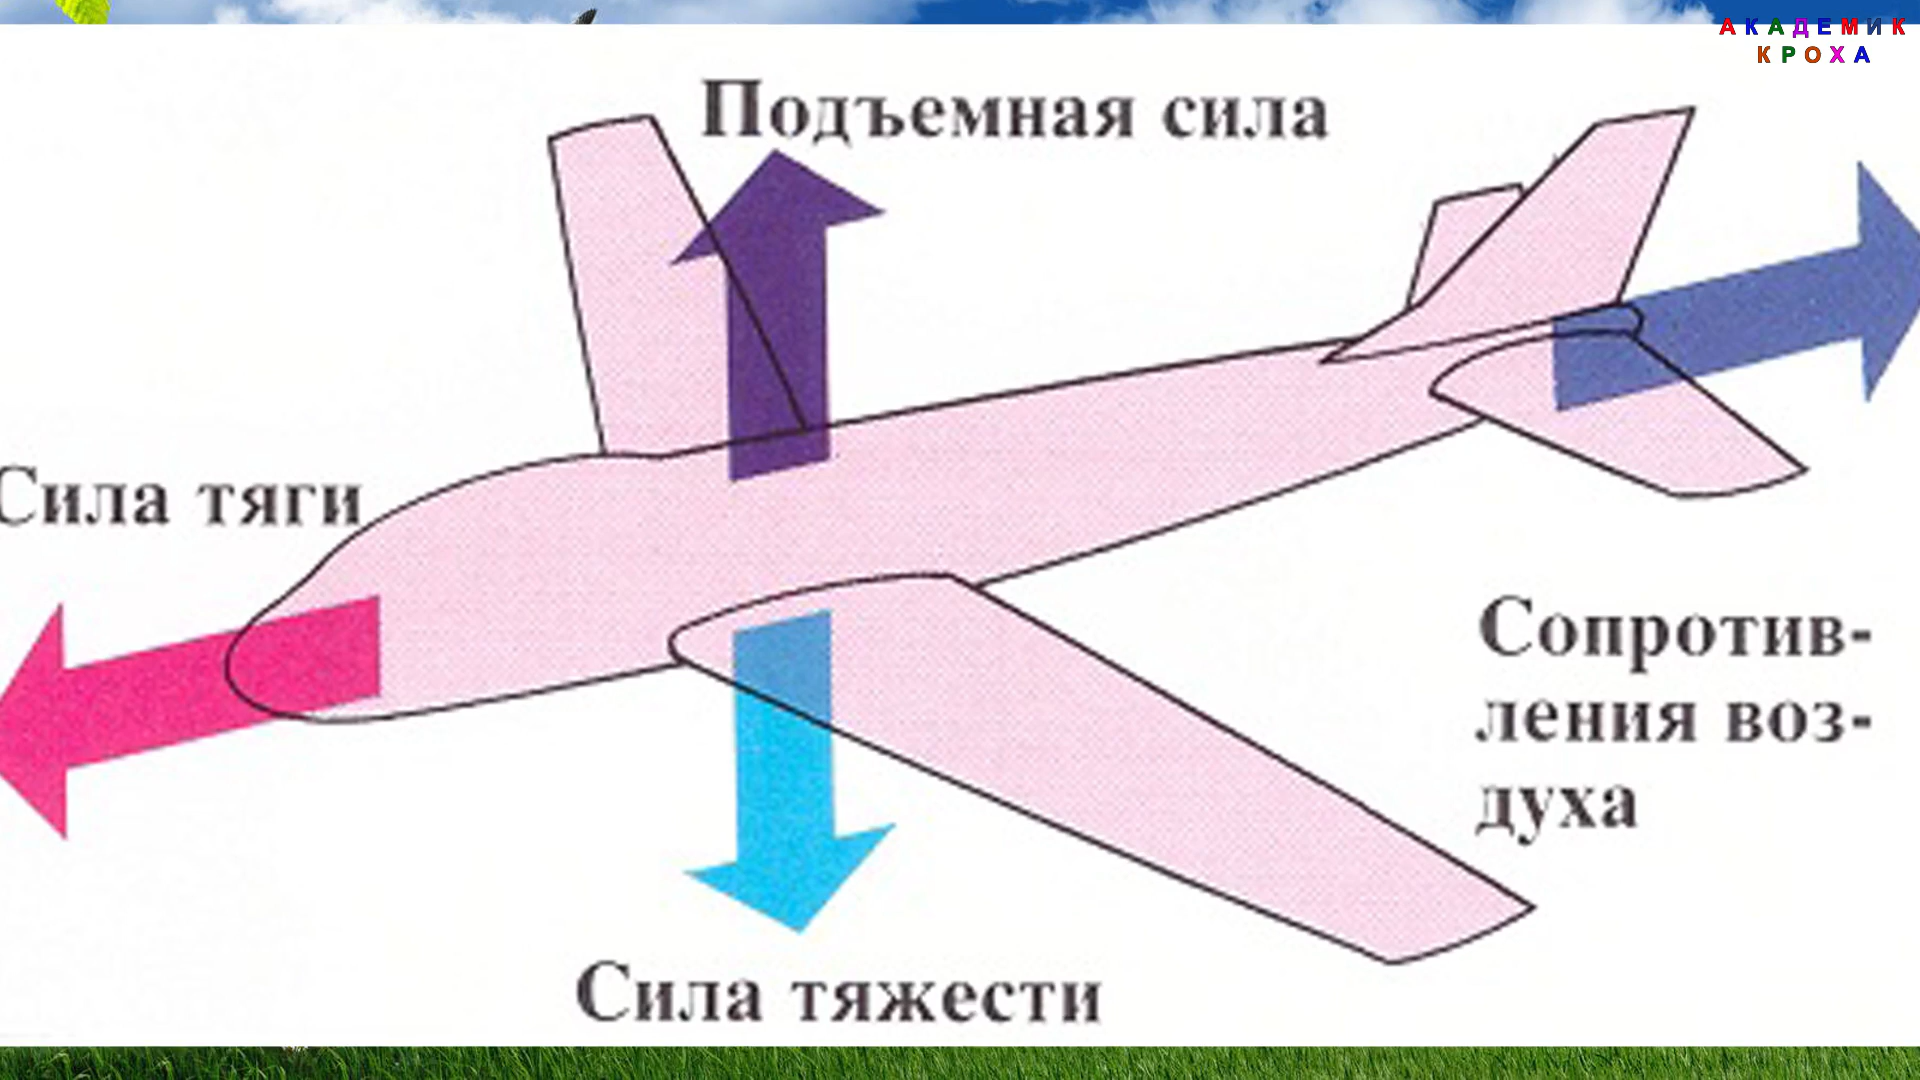 АКАДЕМИК
КРОХА
Подъемная сила
Сила тяги
Сопротив-
ления воз-
духа
Сила тяжести